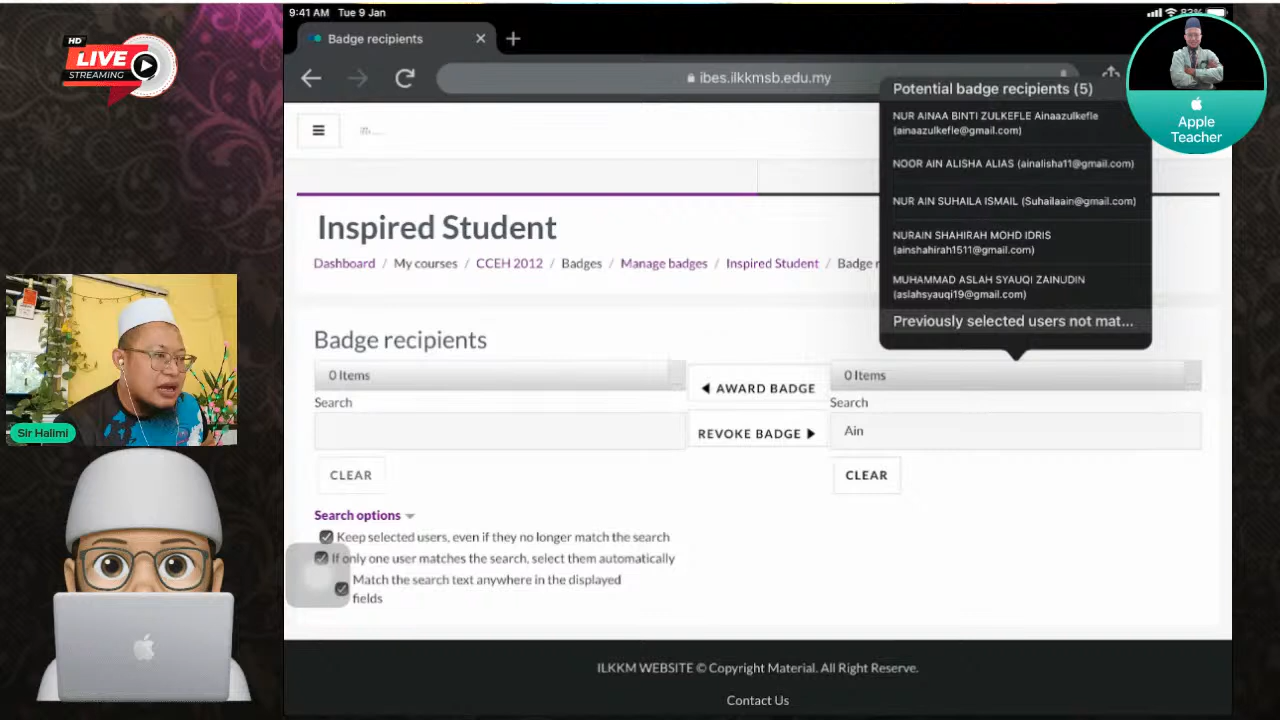 9:41 AM Tue 9 Jan
HD
LIVE
STREAMING
Badge recipients
ibes.ilkkmsb.edu.my
Apple
Teacher
Potential badge recipients (5)
NUR AINAA BINTI ZULKEFLE Ainaazulkefle
(ainaazulkefle@gmail.com)
NOOR AIN ALISHA ALIAS (ainalisha11@gmail.com)
NUR AIN SUHAILA ISMAIL (Suhailaain@gmail.com)
NURAIN SHAHIRAH MOHD IDRIS
(ainshahirah1511@gmail.com)
MUHAMMAD ASLAH SYAUQI ZAINUDIN
(aslahsyauqi19@gmail.com)
Previously selected users not mat...
Inspired Student
Dashboard / My courses / CCEH 2012 / Badges / Manage badges / Inspired Student / Badge
Badge recipients
0 Items
AWARD BADGE
0 Items
Search
Search
REVOKE BADGE
Ain
CLEAR
CLEAR
Sir Halimi
Search options
Keep selected users, even if they no longer match the search
If only one user matches the search, select them automatically
Match the search text anywhere in the displayed
fields
ILKKM WEBSITE © Copyright Material. All Right Reserve.
Contact Us